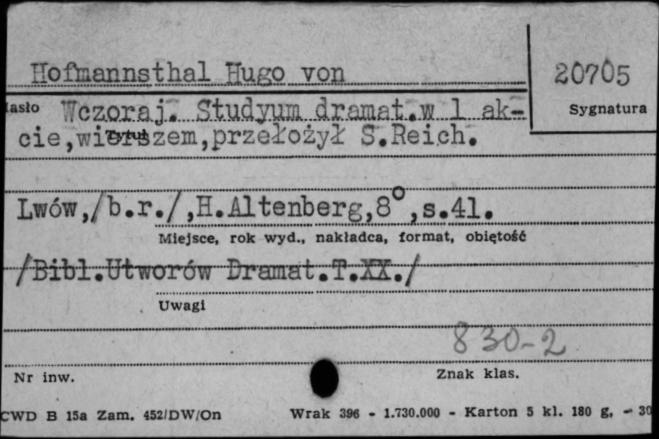 Hofmannsthal Hugo von
20705
asło Wczoraj. Studyum dramat.w 1 ak-
Sygnatura
cie,wierszem,przełożył S.Reich.
Tytuł
Lwów,/b.r./,H.Altenberg,8°,s.41.
Miejsce, rok wyd., nakładca, format, objętość
/Bibl.Utworów Dramat.T.XX./
Uwagi
830-2
Nr inw.
Znak klas.
CWD B 15a Zam. 452/DW/On Wrak 396 - 1.730.000 - Karton 5 kl. 180 g. - 30